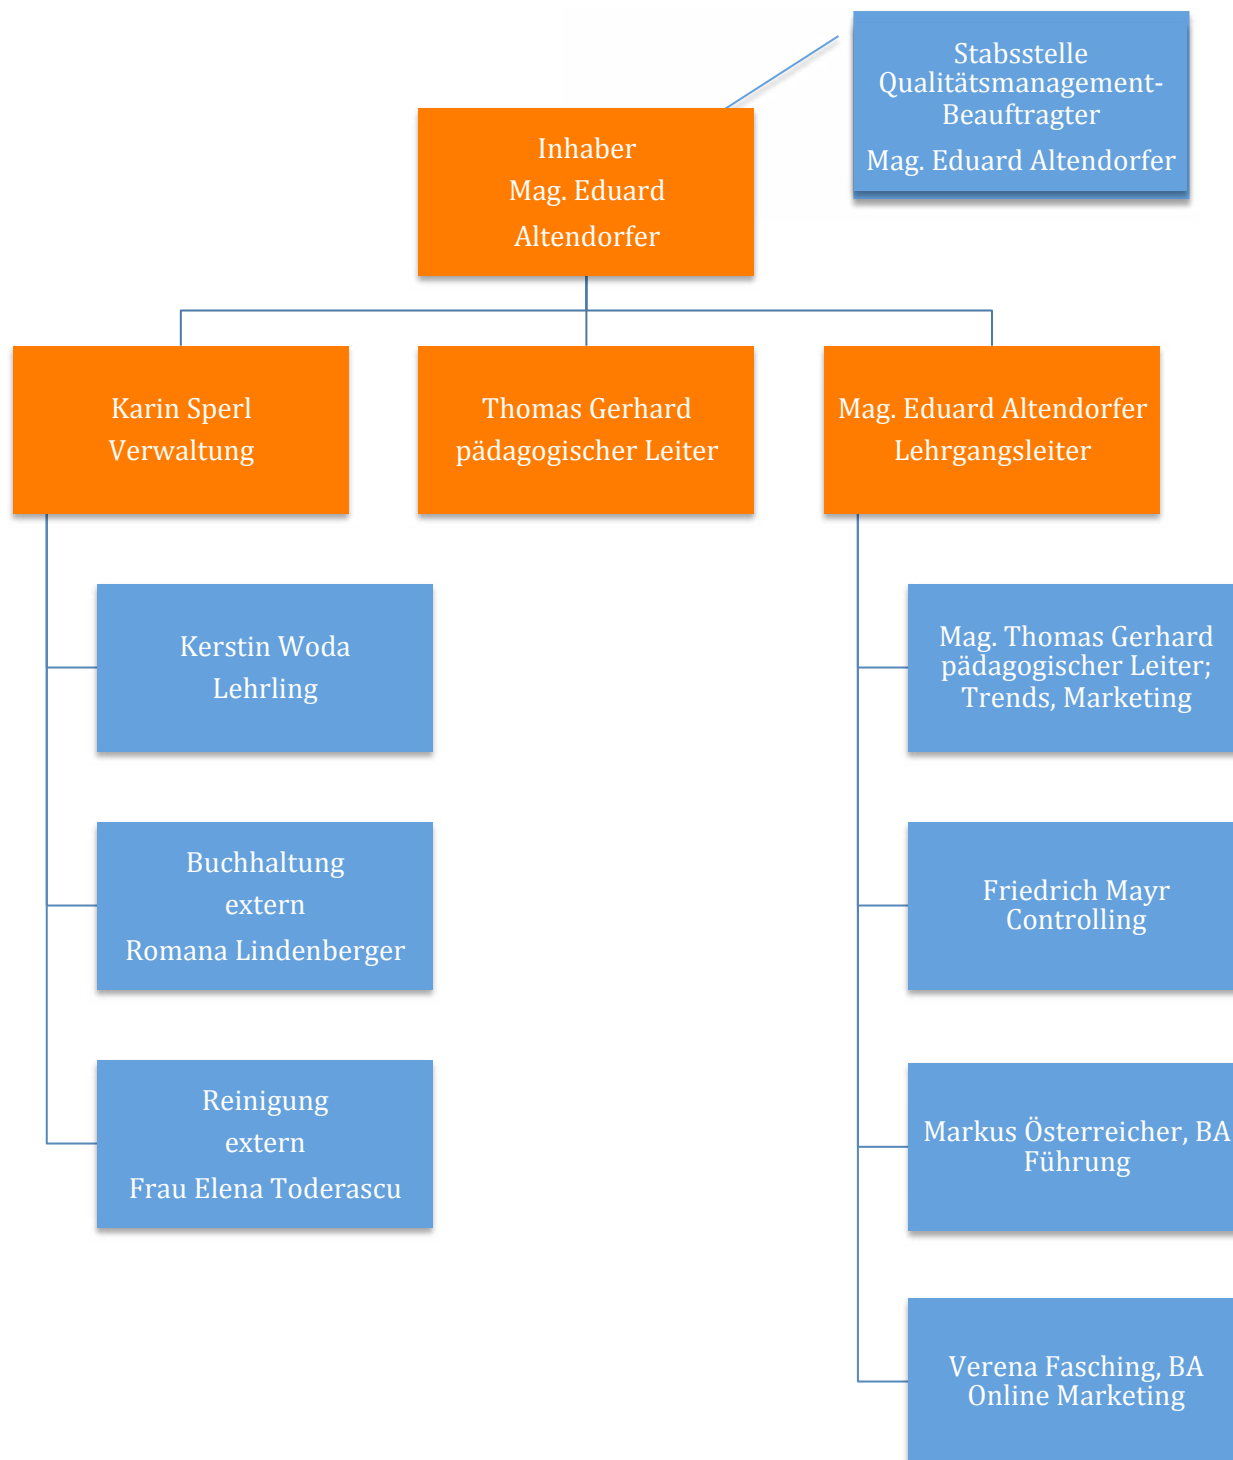 Stabsstelle
Qualitätsmanagement-
Beauftragter
Mag. Eduard Altendorfer
Inhaber
Mag. Eduard
Altendorfer
Karin Sperl
Verwaltung
Thomas Gerhard
pädagogischer Leiter
Mag. Eduard Altendorfer
Lehrgangsleiter
Kerstin Woda
Lehrling
Buchhaltung
extern
Romana Lindenberger
Reinigung
extern
Frau Elena Toderascu
Mag. Thomas Gerhard
pädagogischer Leiter;
Trends, Marketing
Friedrich Mayr
Controlling
Markus Österreicher, BA
Führung
Verena Fasching, BA
Online Marketing